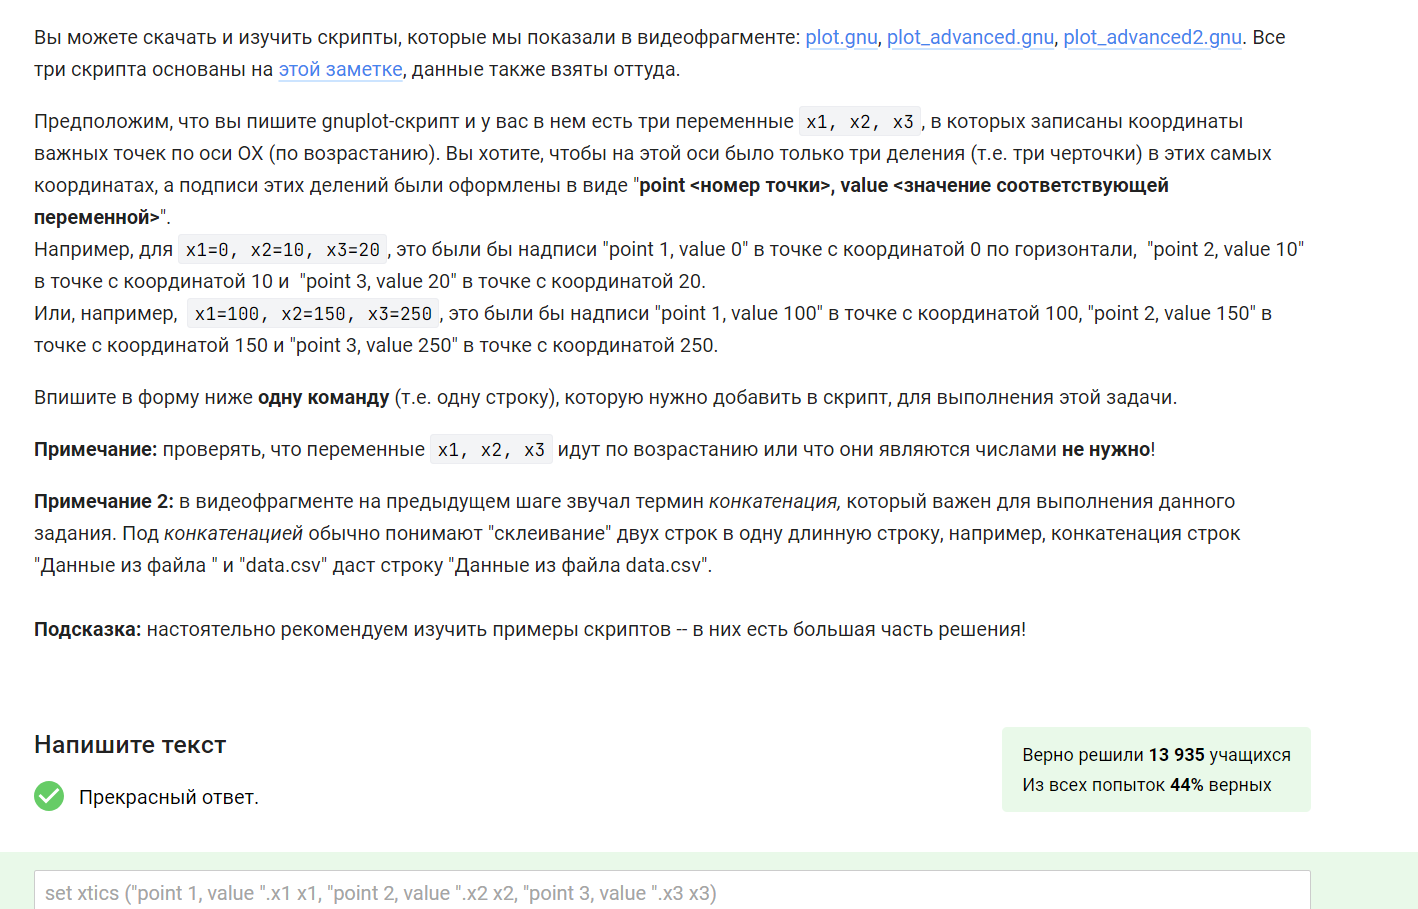 Вы можете скачать и изучить скрипты, которые мы показали в видеофрагменте: plot.gnu, plot_advanced.gnu, plot_advanced2.gnu. Все
три скрипта основаны на этой заметке, данные также взяты оттуда.
Предположим, что вы пишите gnuplot-скрипт и у вас в нем есть три переменные x1, x2, x3, в которых записаны координаты
важных точек по оси OX (по возрастанию). Вы хотите, чтобы на этой оси было только три деления (т.е. три черточки) в этих самых
координатах, а подписи этих делений были оформлены в виде "point <номер точки>, value <значение соответствующей
переменной>".
Например, для x1=0, x2=10, x3=20, это были бы надписи "point 1, value 0" в точке с координатой 0 по горизонтали, "point 2, value 10"
в точке с координатой 10 и "point 3, value 20" в точке с координатой 20.
Или, например, x1=100, x2=150, x3=250, это были бы надписи "point 1, value 100" в точке с координатой 100, "point 2, value 150" в
точке с координатой 150 и "point 3, value 250" в точке с координатой 250.
Впишите в форму ниже одну команду (т.е. одну строку), которую нужно добавить в скрипт, для выполнения этой задачи.
Примечание: проверять, что переменные x1, x2, x3 идут по возрастанию или что они являются числами не нужно!
Примечание 2: в видеофрагменте на предыдущем шаге звучал термин конкатенация, который важен для выполнения данного
задания. Под конкатенацией обычно понимают "склеивание" двух строк в одну длинную строку, например, конкатенация строк
"Данные из файла " и "data.csv" даст строку "Данные из файла data.csv".
Подсказка: настоятельно рекомендуем изучить примеры скриптов -- в них есть большая часть решения!
Напишите текст
Верно решили 13 935 учащихся
Из всех попыток 44% верных
Прекрасный ответ.
set xtics ("point 1, value ".x1 x1, "point 2, value ".x2 x2, "point 3, value ".x3 x3)